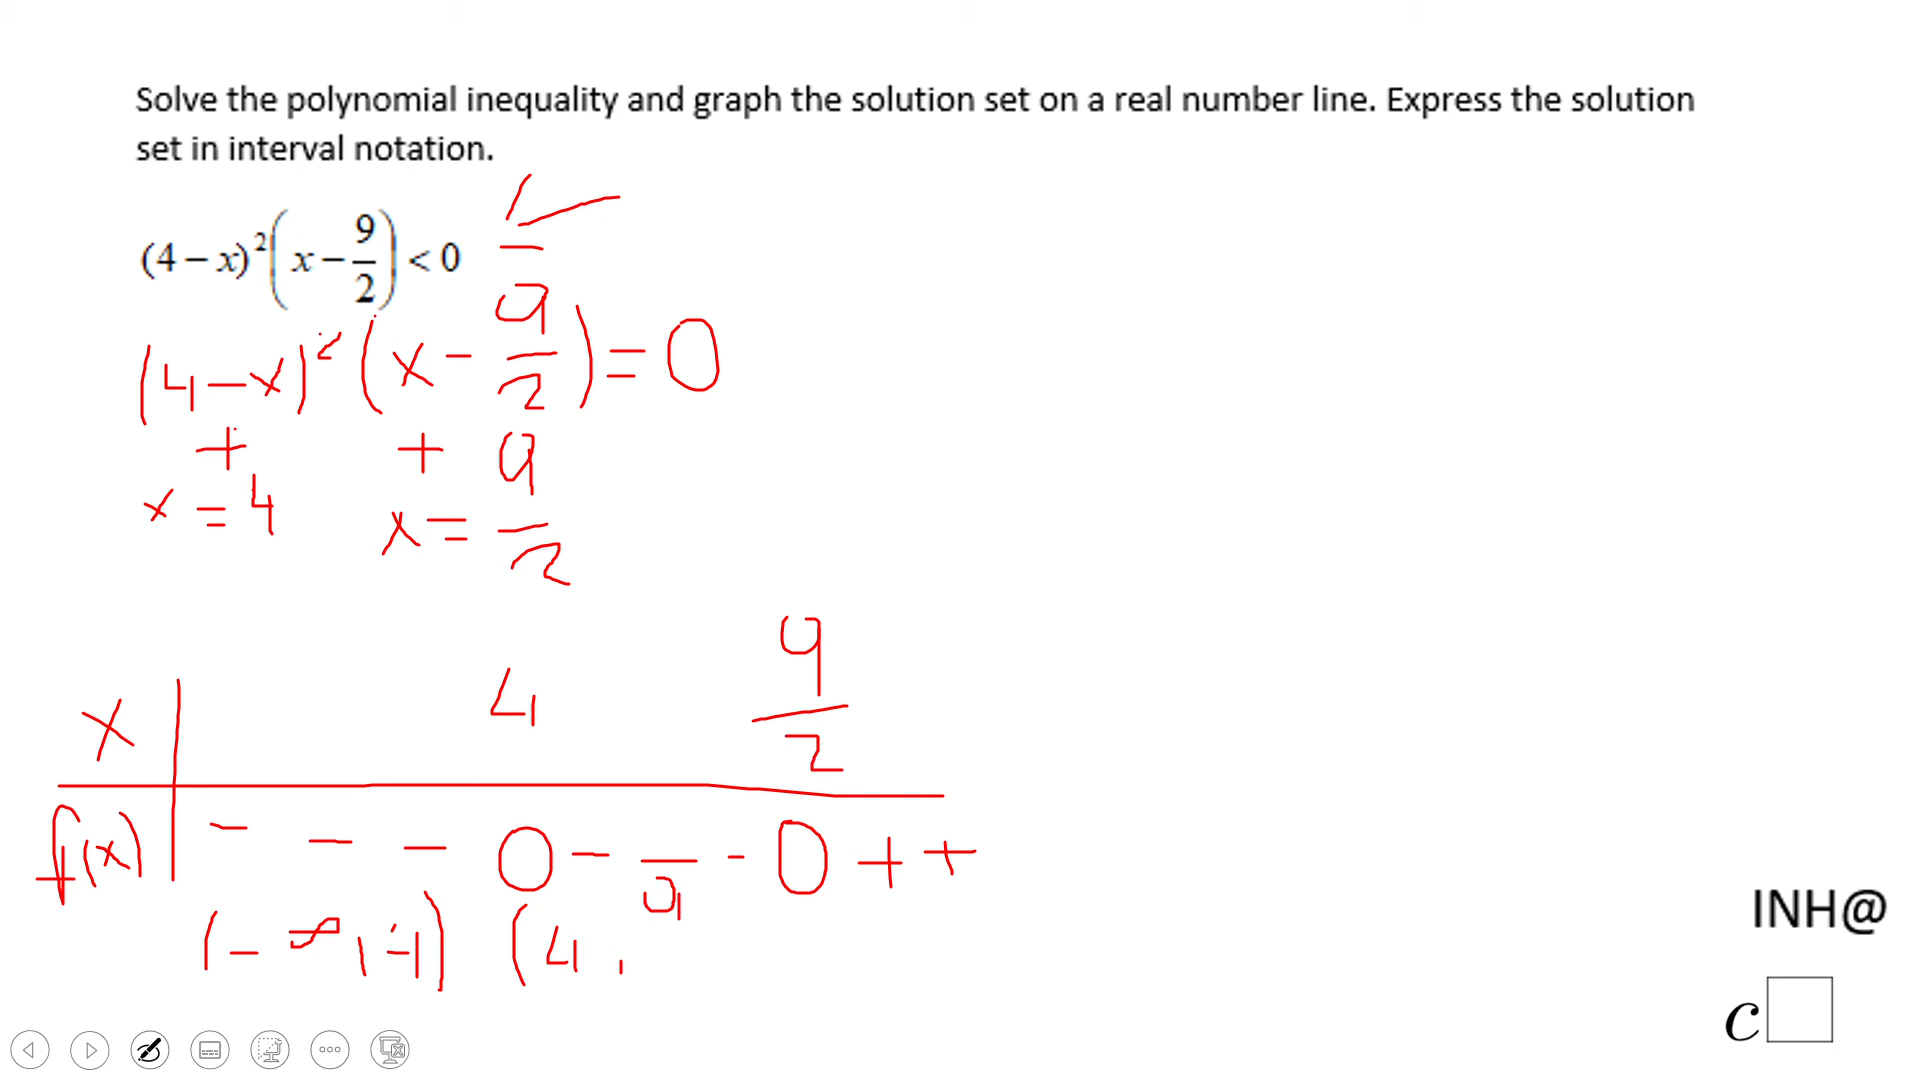 Solve the polynomial inequality and graph the solution set on a real number line. Express the solution
set in interval notation.
(4 − x)²(x − 9/2) < 0
(4 − x)²(x − 9/2) = 0
+ + 9
x = 4 x = 9/2
x 4 9/2
f(x) − − − 0 − − − 0 + +
(−∞, 4) (4, 9
INH@
c